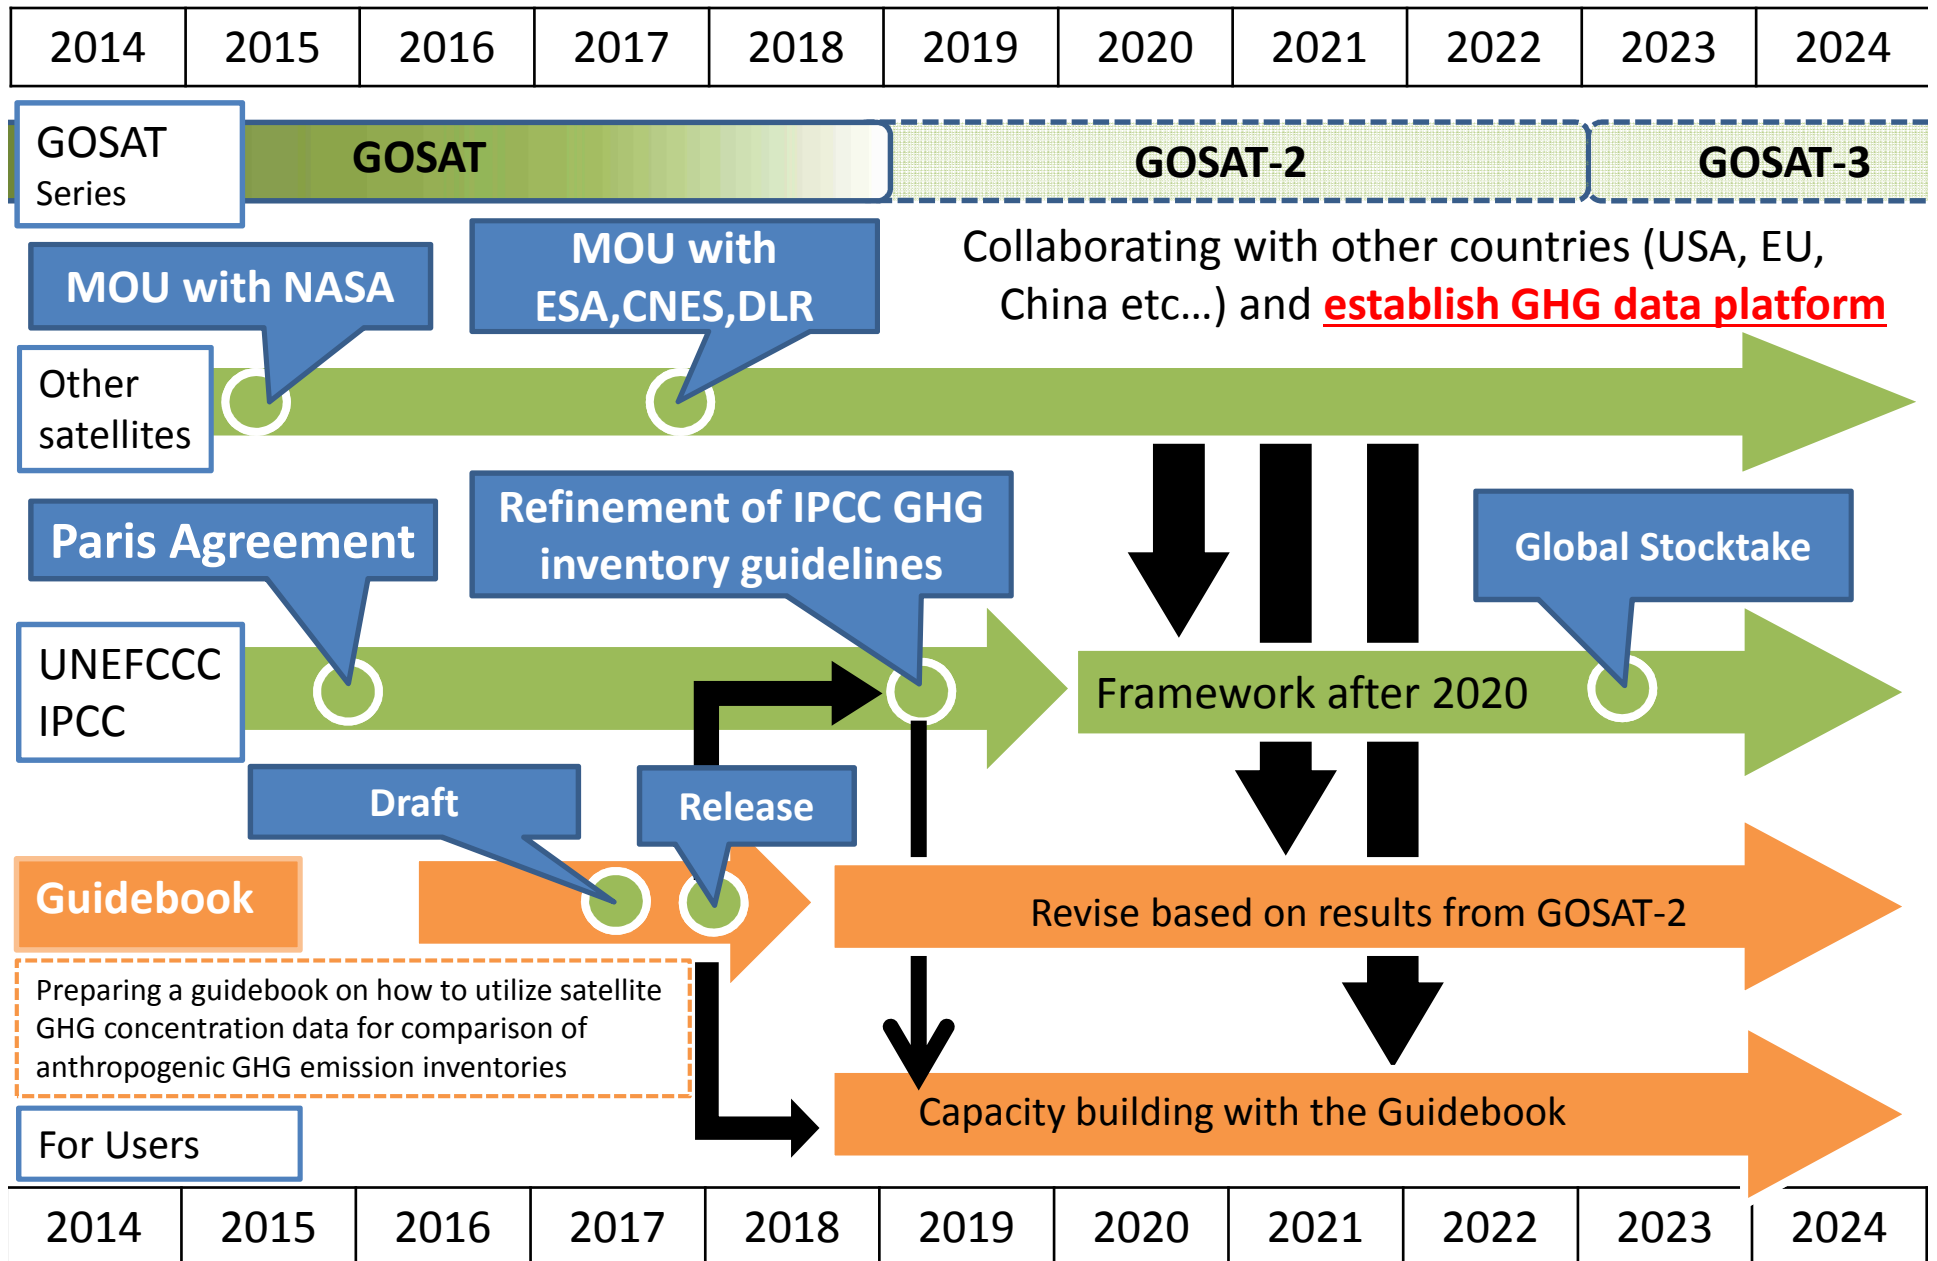 2014 2015 2016 2017 2018 2019 2020 2021 2022 2023 2024
GOSAT
Series
GOSAT
GOSAT-2
GOSAT-3
MOU with NASA
MOU with
ESA,CNES,DLR
Collaborating with other countries (USA, EU,
China etc...) and establish GHG data platform
Other
satellites
Paris Agreement
Refinement of IPCC GHG
inventory guidelines
Global Stocktake
UNEFCCC
IPCC
Framework after 2020
Draft
Release
Guidebook
Revise based on results from GOSAT-2
Preparing a guidebook on how to utilize satellite
GHG concentration data for comparison of
anthropogenic GHG emission inventories
Capacity building with the Guidebook
For Users
2014 2015 2016 2017 2018 2019 2020 2021 2022 2023 2024